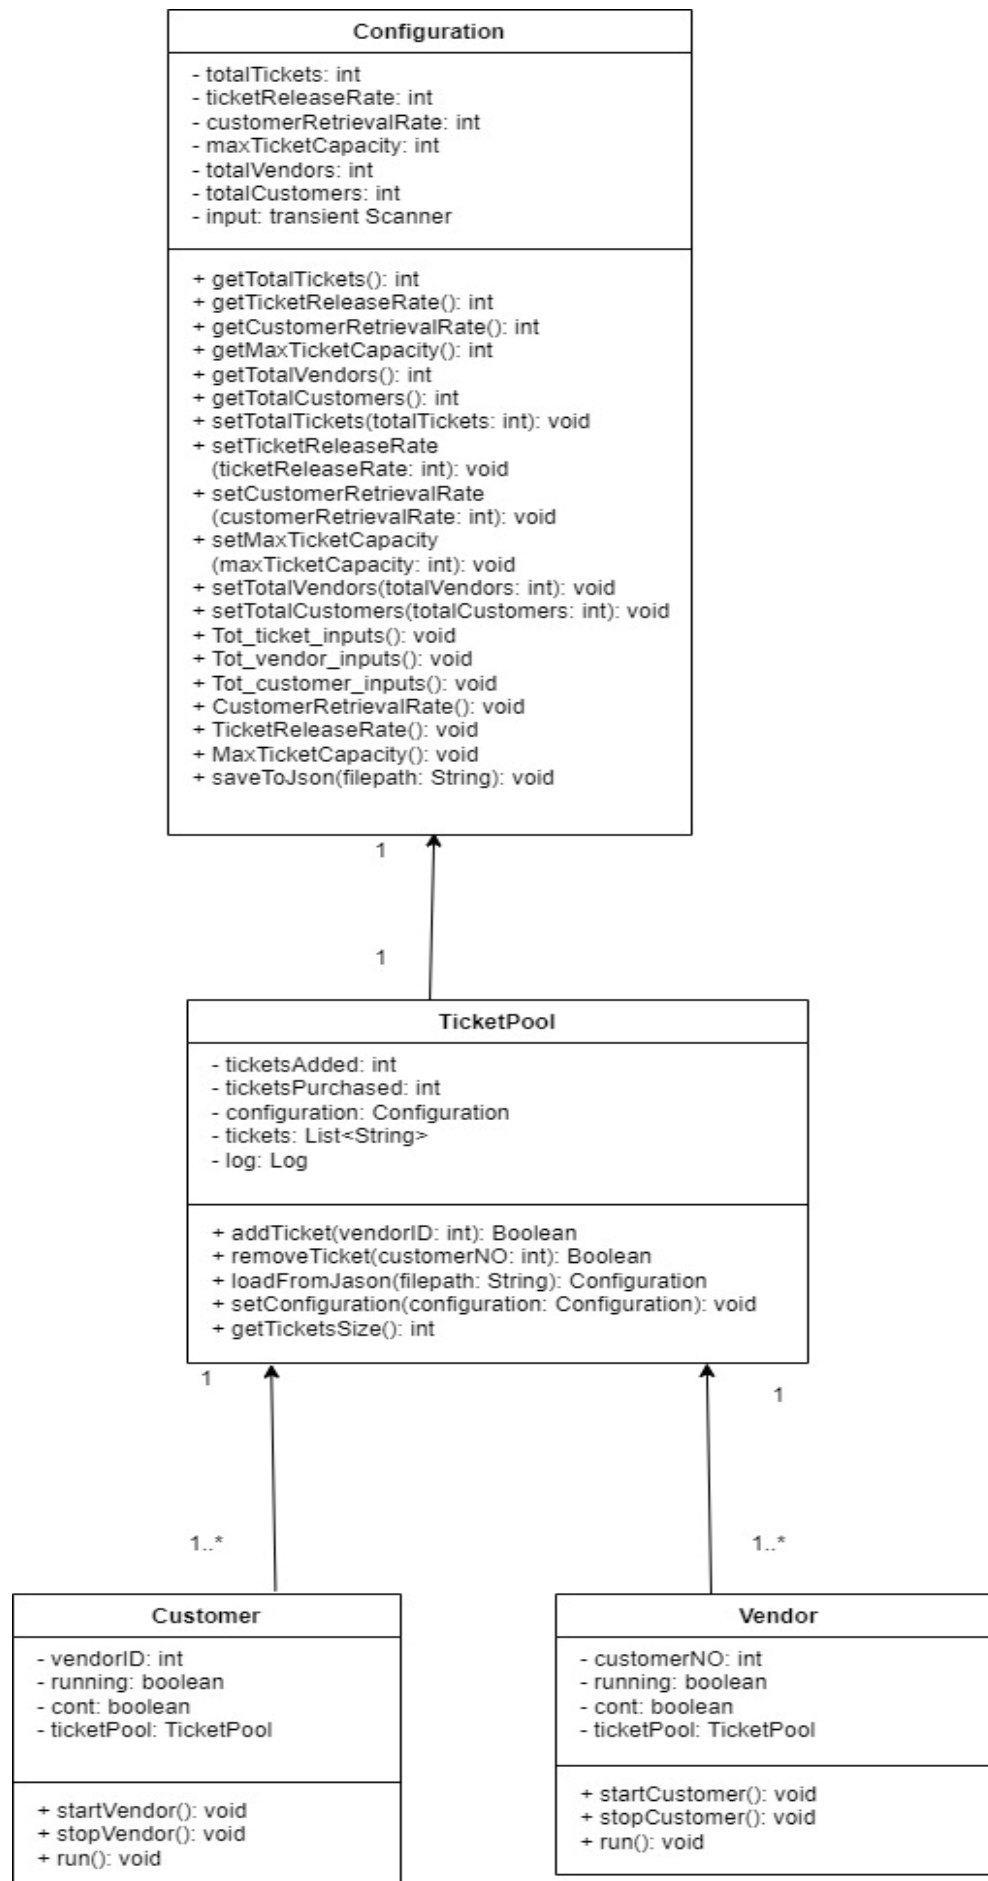 Configuration
- totalTickets: int
- ticketReleaseRate: int
- customerRetrievalRate: int
- maxTicketCapacity: int
- totalVendors: int
- totalCustomers: int
- input: transient Scanner
+ getTotalTickets(): int
+ getTicketReleaseRate(): int
+ getCustomerRetrievalRate(): int
+ getMaxTicketCapacity(): int
+ getTotalVendors(): int
+ getTotalCustomers(): int
+ setTotalTickets(totalTickets: int): void
+ setTicketReleaseRate
(ticketReleaseRate: int): void
+ setCustomerRetrievalRate
(customerRetrievalRate: int): void
+ setMaxTicketCapacity
(maxTicketCapacity: int): void
+ setTotalVendors(totalVendors: int): void
+ setTotalCustomers(totalCustomers: int): void
+ Tot_ticket_inputs(): void
+ Tot_vendor_inputs(): void
+ Tot_customer_inputs(): void
+ CustomerRetrievalRate(): void
+ TicketReleaseRate(): void
+ MaxTicketCapacity(): void
+ saveToJson(filepath: String): void
1
1
TicketPool
- ticketsAdded: int
- ticketsPurchased: int
- configuration: Configuration
- tickets: List<String>
- log: Log
+ addTicket(vendorID: int): Boolean
+ removeTicket(customerNO: int): Boolean
+ loadFromJason(filepath: String): Configuration
+ setConfiguration(configuration: Configuration): void
+ getTicketsSize(): int
1
1
1..*
1..*
Customer
- vendorID: int
- running: boolean
- cont: boolean
- ticketPool: TicketPool
+ startVendor(): void
+ stopVendor(): void
+ run(): void
Vendor
- customerNO: int
- running: boolean
- cont: boolean
- ticketPool: TicketPool
+ startCustomer(): void
+ stopCustomer(): void
+ run(): void